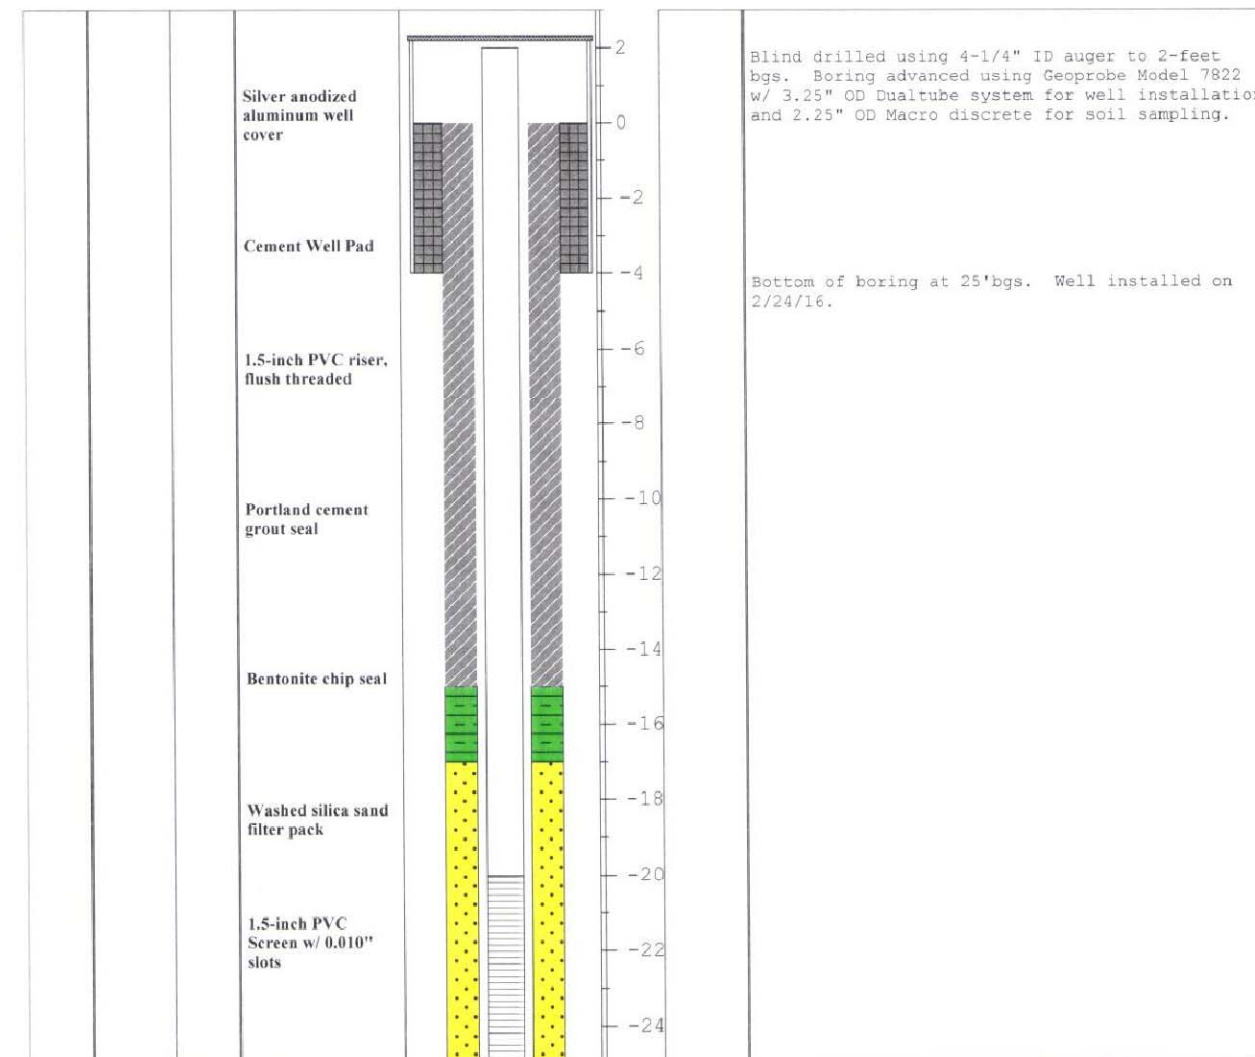 Silver anodized
aluminum well
cover
Cement Well Pad
1.5-inch PVC riser,
flush threaded
Portland cement
grout seal
Bentonite chip seal
Washed silica sand
filter pack
1.5-inch PVC
Screen w/ 0.010"
slots
2
0
-2
-4
-6
-8
-10
-12
-14
-16
-18
-20
-22
-24
Blind drilled using 4-1/4" ID auger to 2-feet
bgs. Boring advanced using Geoprobe Model 7822
w/ 3.25" OD Dualtube system for well installation
and 2.25" OD Macro discrete for soil sampling.
Bottom of boring at 25'bgs. Well installed on
2/24/16.